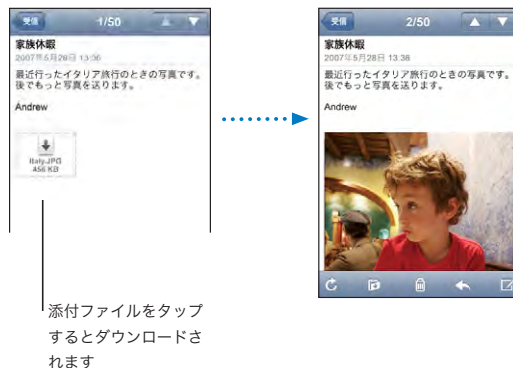 受信
1/50
家族休暇
2007年5月28日 13:36
最近行ったイタリア旅行のときの写真です。
後でもっと写真を送ります。
Andrew
Italy.JPG
456 KB
添付ファイルをタップ
するとダウンロードさ
れます
受信
2/50
家族休暇
2007年5月28日 13:38
最近行ったイタリア旅行のときの写真です。
後でもっと写真を送ります。
Andrew